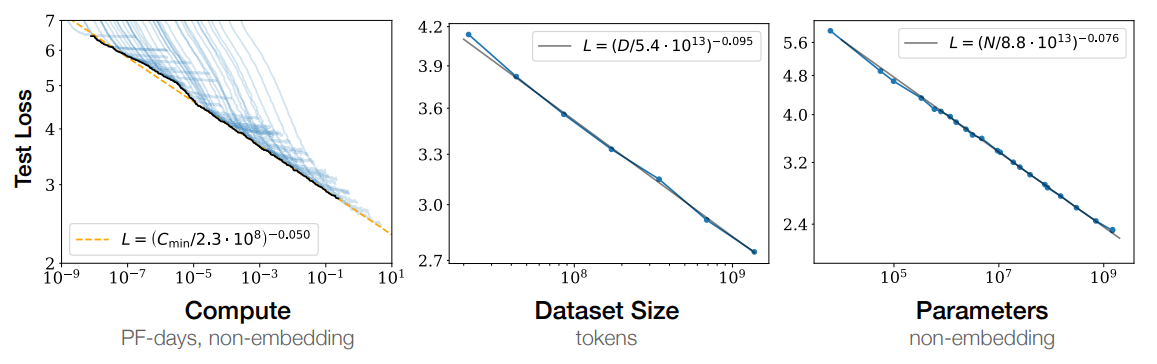 Test Loss
7
6
5
4
3
2
L = (C_min/2.3 · 10^8)^−0.050
10^−9 10^−7 10^−5 10^−3 10^−1 10^1
Compute
PF-days, non-embedding
4.2
3.9
3.6
3.3
3.0
2.7
L = (D/5.4 · 10^13)^−0.095
10^8 10^9
Dataset Size
tokens
5.6
4.8
4.0
3.2
2.4
L = (N/8.8 · 10^13)^−0.076
10^5 10^7 10^9
Parameters
non-embedding